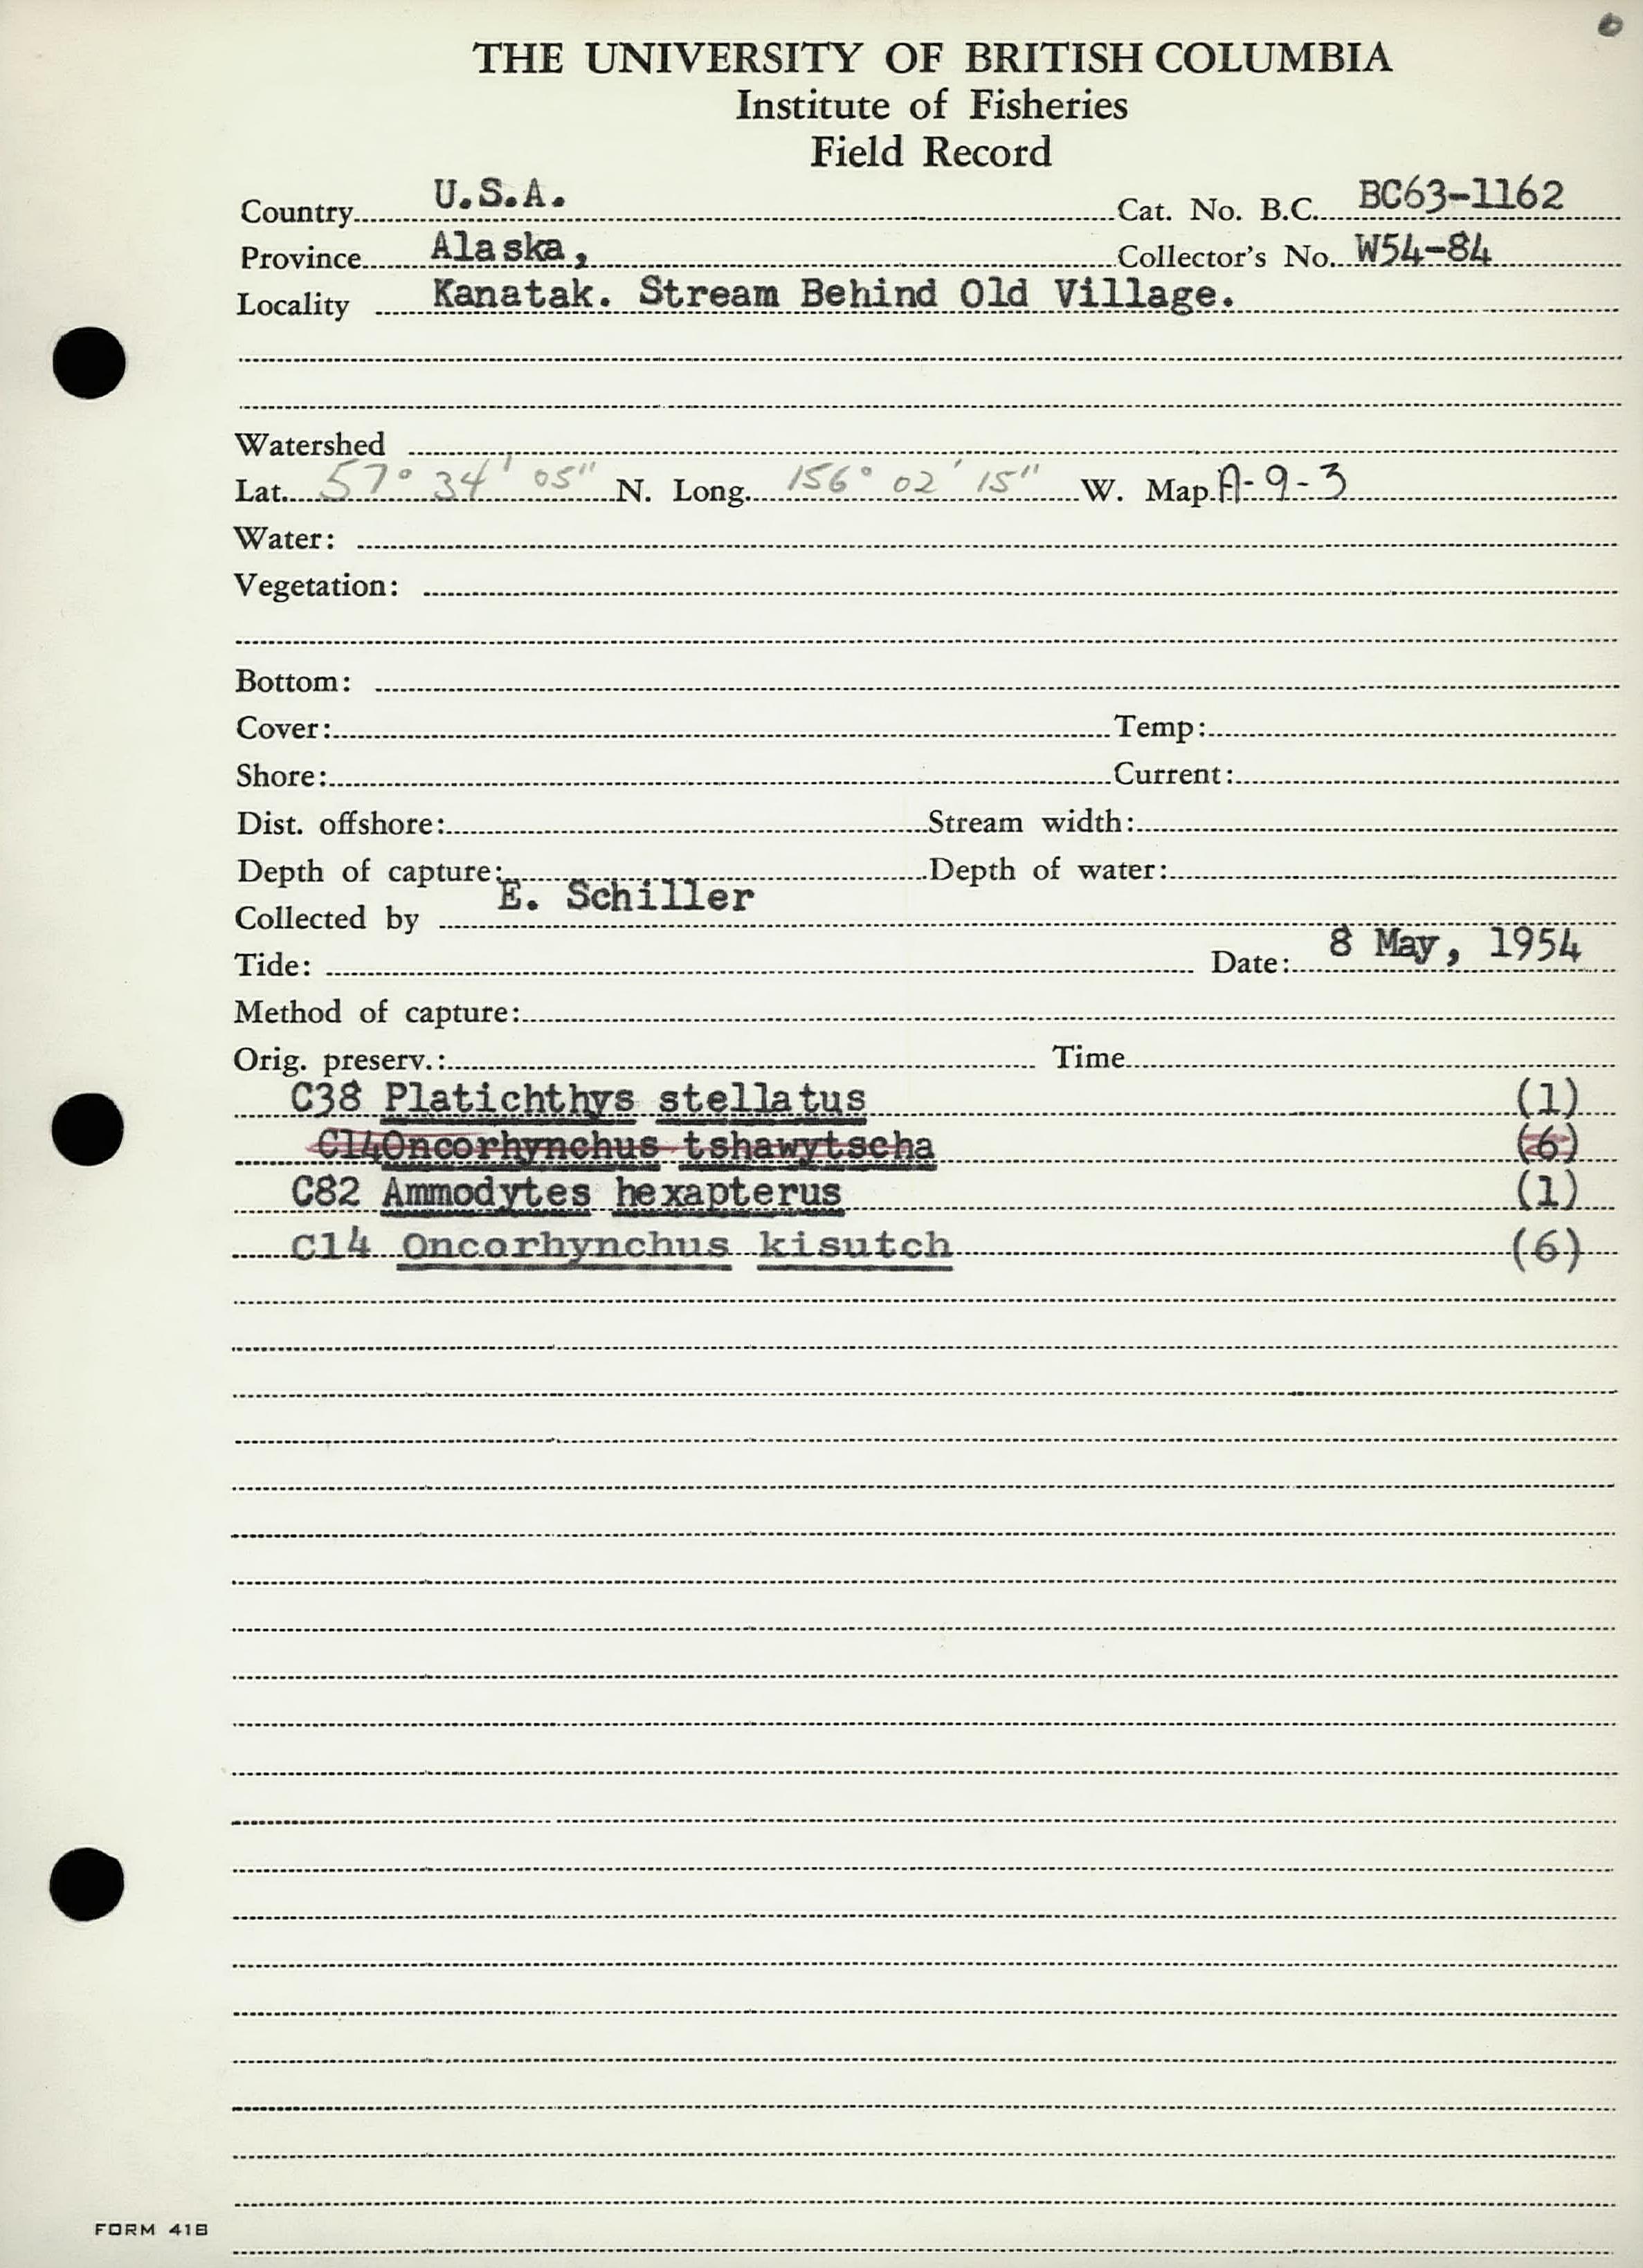 THE UNIVERSITY OF BRITISH COLUMBIA
Institute of Fisheries
Field Record
Country U.S.A. Cat. No. B.C. BC63-1162
Province Alaska, Collector's No. W54-84
Locality Kanatak. Stream Behind Old Village.
Watershed
Lat. 57° 34' 05" N. Long. 156° 02' 15" W. Map A-9-3
Water:
Vegetation:
Bottom:
Cover: Temp:
Shore: Current:
Dist. offshore: Stream width:
Depth of capture: Depth of water:
Collected by E. Schiller
Tide: Date: 8 May, 1954
Method of capture:
Orig. preserv.: Time
C38 Platichthys stellatus (1)
C14 Oncorhynchus tshawytscha (6)
C82 Ammodytes hexapterus (1)
C14 Oncorhynchus kisutch (6)
FORM 41B